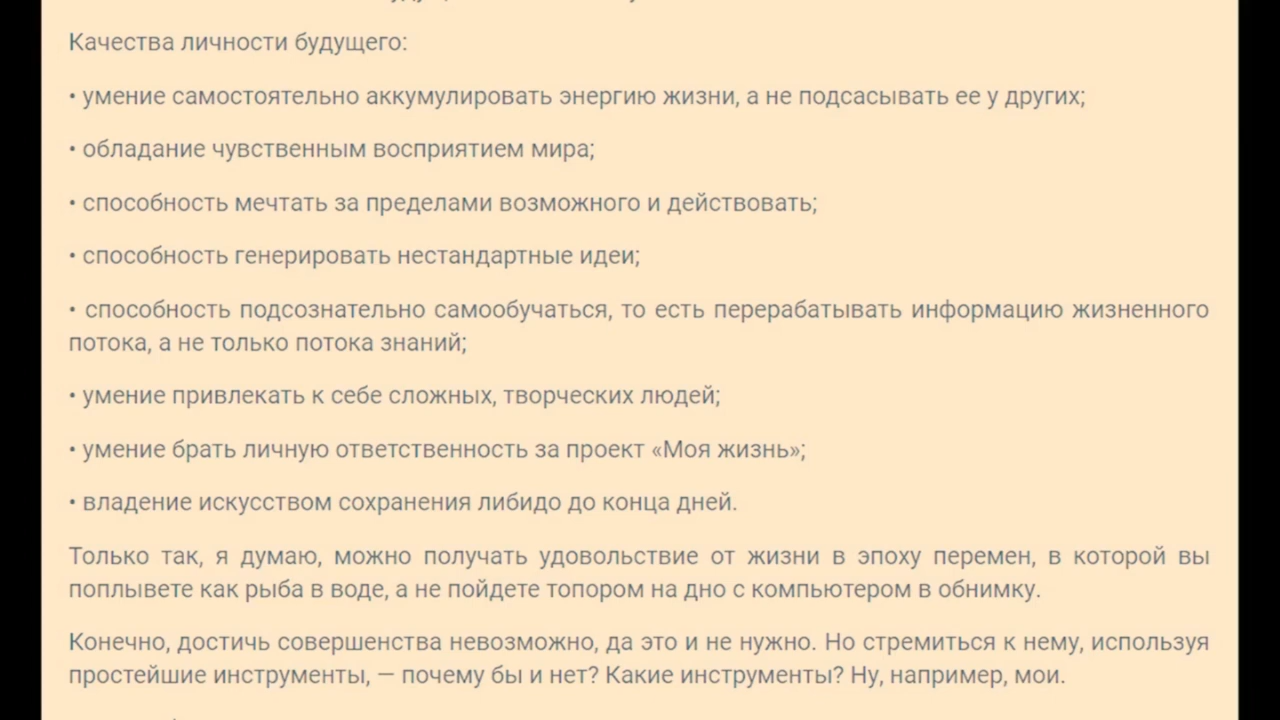 Качества личности будущего:
• умение самостоятельно аккумулировать энергию жизни, а не подсасывать ее у других;
• обладание чувственным восприятием мира;
• способность мечтать за пределами возможного и действовать;
• способность генерировать нестандартные идеи;
• способность подсознательно самообучаться, то есть перерабатывать информацию жизненного
потока, а не только потока знаний;
• умение привлекать к себе сложных, творческих людей;
• умение брать личную ответственность за проект «Моя жизнь»;
• владение искусством сохранения либидо до конца дней.
Только так, я думаю, можно получать удовольствие от жизни в эпоху перемен, в которой вы
поплывете как рыба в воде, а не пойдете топором на дно с компьютером в обнимку.
Конечно, достичь совершенства невозможно, да это и не нужно. Но стремиться к нему, используя
простейшие инструменты, — почему бы и нет? Какие инструменты? Ну, например, мои.